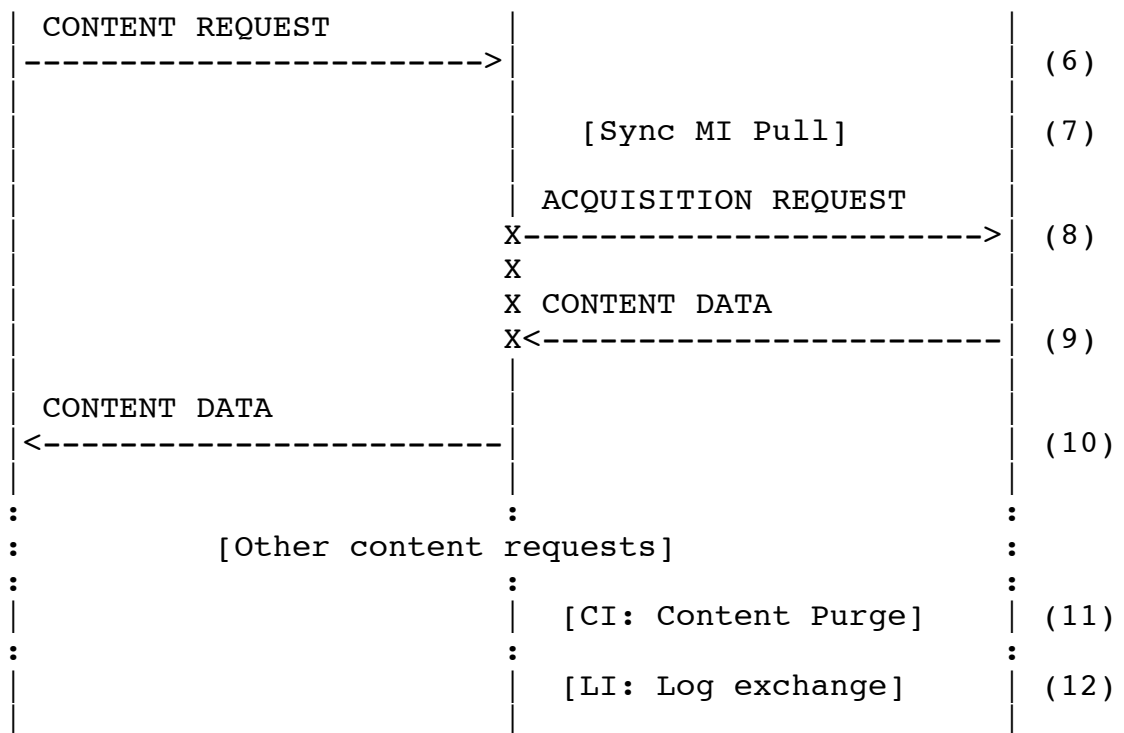 | CONTENT REQUEST         |                         |
|------------------------>|                         | (6)
|                         |                         |
|                         |   [Sync MI Pull]        | (7)
|                         |                         |
|                         | ACQUISITION REQUEST     |
|                         X------------------------>| (8)
|                         X                         |
|                         X CONTENT DATA            |
|                         X<------------------------| (9)
|                         |                         |
| CONTENT DATA            |                         |
|<------------------------|                         | (10)
|                         |                         |
:                         :                         :
:          [Other content requests]                 :
:                         :                         :
|                         |  [CI: Content Purge]    | (11)
:                         :                         :
|                         |  [LI: Log exchange]     | (12)
|                         |                         |